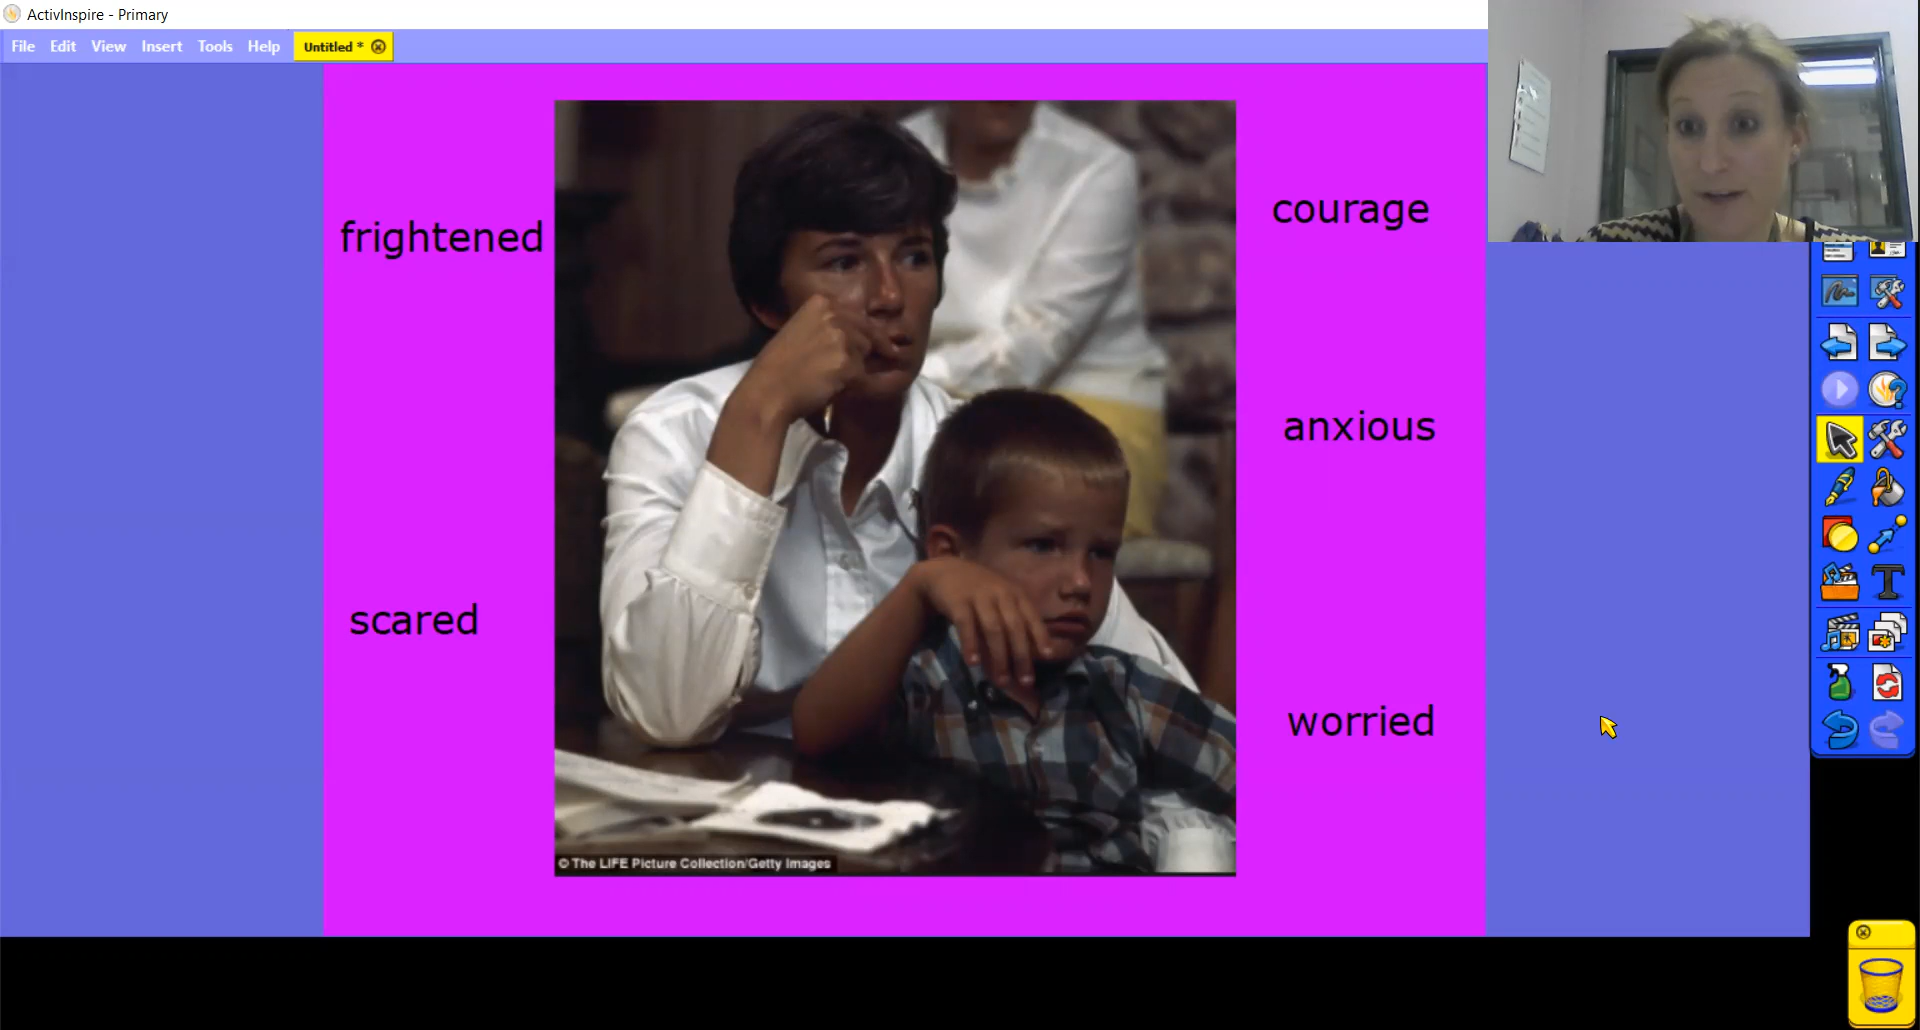 ActivInspire - Primary
File Edit View Insert Tools Help Untitled *
frightened
courage
anxious
scared
worried
© The LIFE Picture Collection/Getty Images